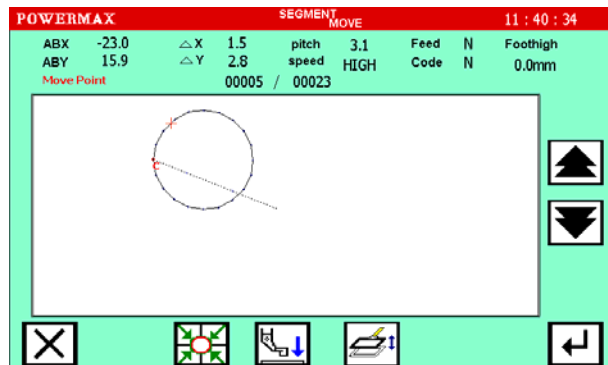 POWERMAX SEGMENT MOVE 11 : 40 : 34
ABX -23.0 △X 1.5 pitch 3.1 Feed N Foothigh
ABY 15.9 △Y 2.8 speed HIGH Code N 0.0mm
Move Point 00005 / 00023
C